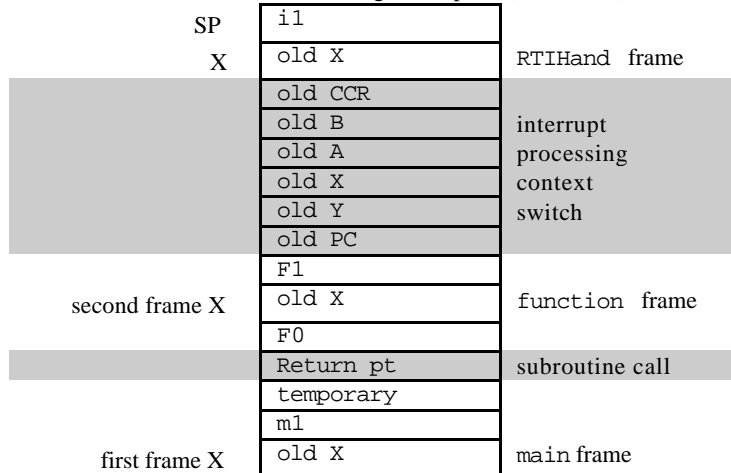 SP i1
X old X RTIHand frame
old CCR
old B interrupt
old A processing
old X context
old Y switch
old PC
F1
second frame X old X function frame
F0
Return pt subroutine call
temporary
m1
first frame X old X main frame